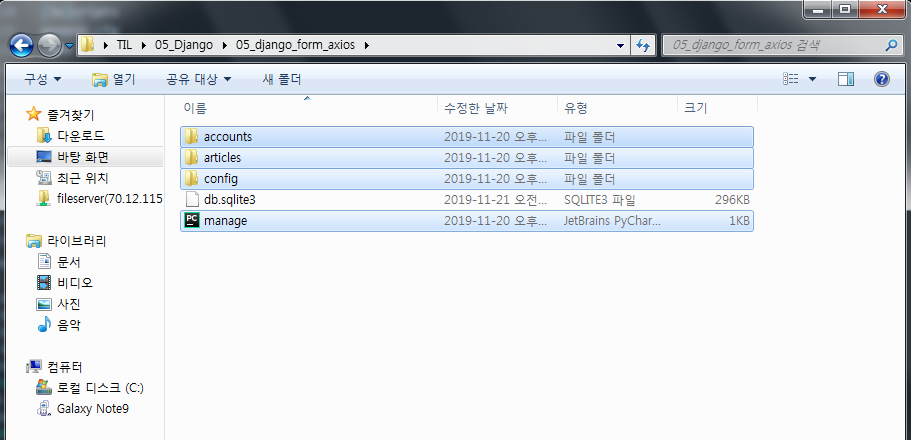 TIL 05_Django 05_django_form_axios
05_django_form_axios 검색
구성 열기 공유 대상 새 폴더
즐겨찾기
다운로드
바탕 화면
최근 위치
fileserver(70.12.115
라이브러리
문서
비디오
사진
음악
컴퓨터
로컬 디스크 (C:)
Galaxy Note9
이름 수정한 날짜 유형 크기
accounts 2019-11-20 오후... 파일 폴더
articles 2019-11-20 오후... 파일 폴더
config 2019-11-20 오후... 파일 폴더
db.sqlite3 2019-11-21 오전... SQLITE3 파일 296KB
manage 2019-11-20 오후... JetBrains PyChar... 1KB